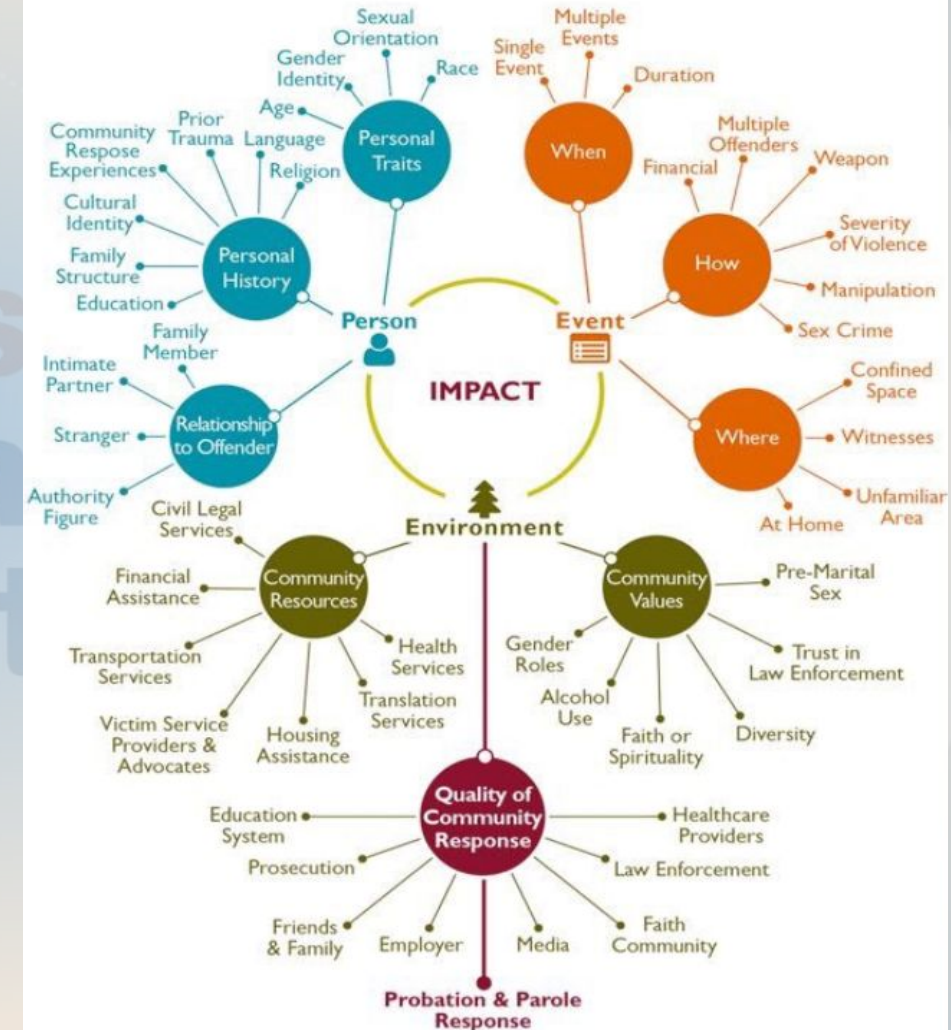 Sexual
Orientation
Gender
Identity
Race
Age
Personal
Traits
Community
Respose
Experiences
Prior
Trauma
Language
Religion
Cultural
Identity
Family
Structure
Education
Personal
History
Person
Family
Member
Intimate
Partner
Stranger
Authority
Figure
Relationship
to Offender
Multiple
Events
Single
Event
Duration
When
Multiple
Offenders
Financial
Weapon
Severity
of Violence
Manipulation
Sex Crime
How
Event
Confined
Space
Witnesses
Unfamiliar
Area
At Home
Where
IMPACT
Environment
Civil Legal
Services
Financial
Assistance
Transportation
Services
Victim Service
Providers &
Advocates
Housing
Assistance
Translation
Services
Health
Services
Community
Resources
Community
Values
Pre-Marital
Sex
Trust in
Law Enforcement
Diversity
Faith or
Spirituality
Alcohol
Use
Gender
Roles
Quality of
Community
Response
Education
System
Prosecution
Friends
& Family
Employer
Media
Faith
Community
Law Enforcement
Healthcare
Providers
Probation & Parole
Response